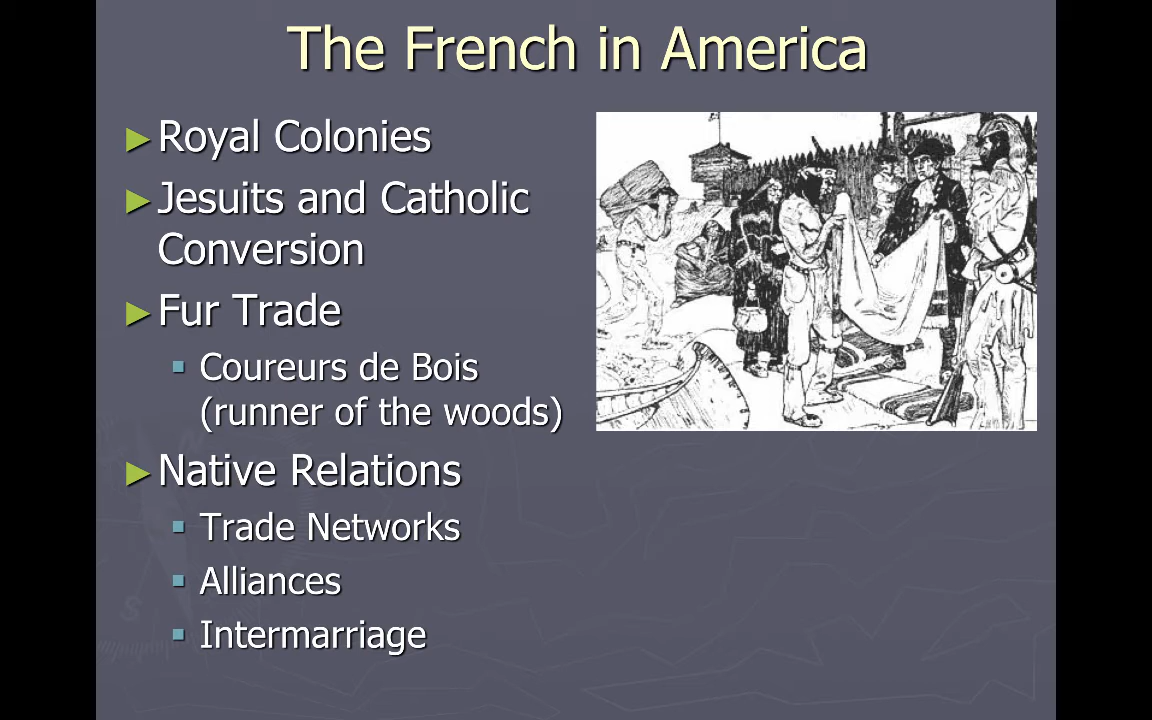 The French in America
Royal Colonies
Jesuits and Catholic
Conversion
Fur Trade
Coureurs de Bois
(runner of the woods)
Native Relations
Trade Networks
Alliances
Intermarriage
S